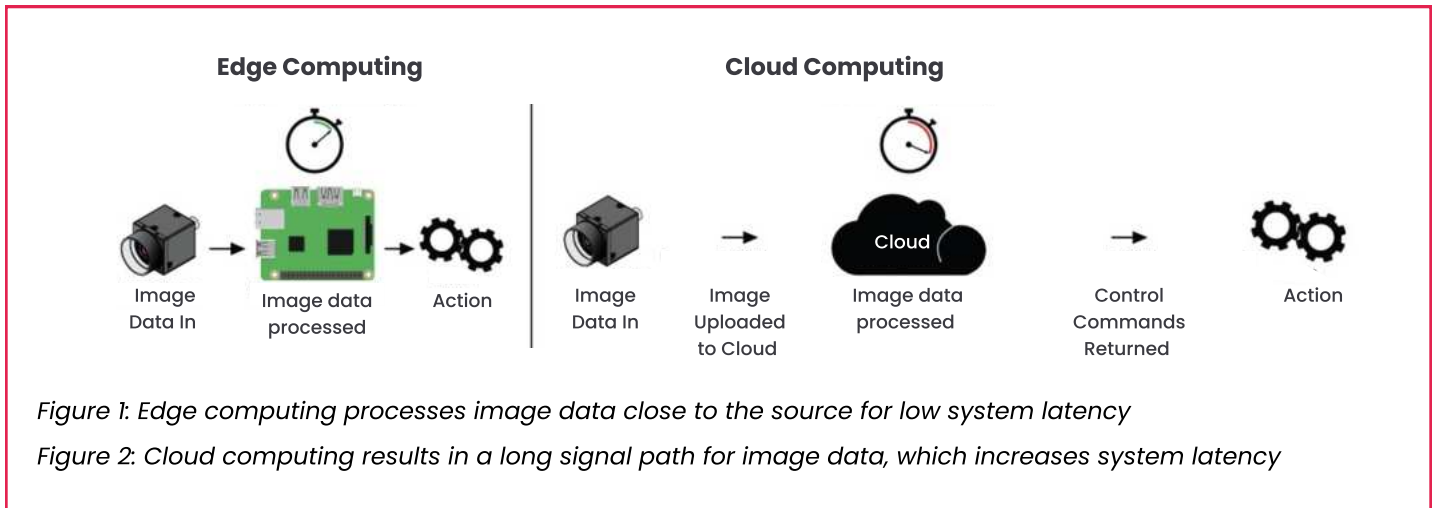 Edge Computing
Cloud Computing
Cloud
Image
Data In
Image data
processed
Action
Image
Data In
Image
Uploaded
to Cloud
Image data
processed
Control
Commands
Returned
Action
Figure 1: Edge computing processes image data close to the source for low system latency
Figure 2: Cloud computing results in a long signal path for image data, which increases system latency